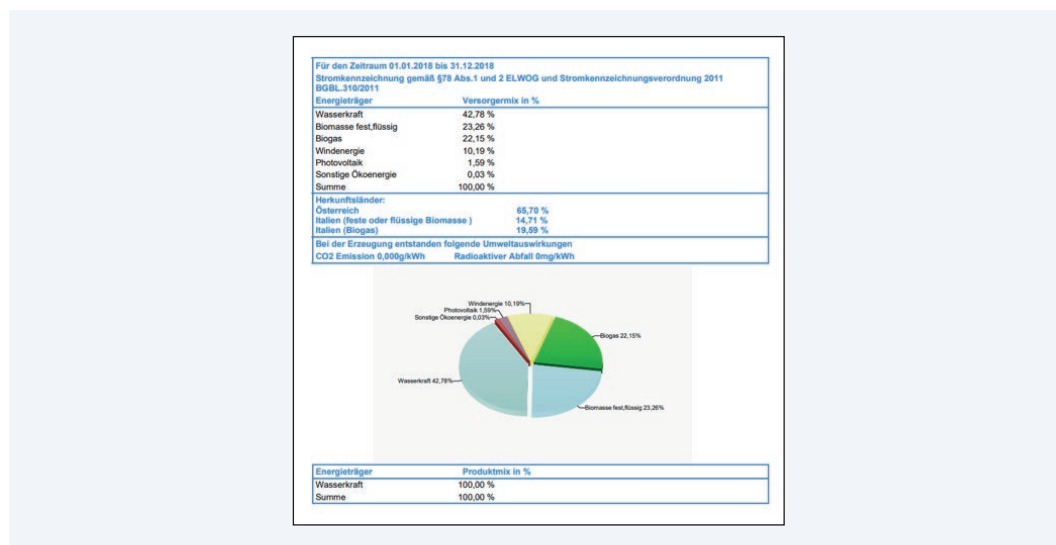 Für den Zeitraum 01.01.2018 bis 31.12.2018
Stromkennzeichnung gemäß §78 Abs.1 und 2 ELWOG und Stromkennzeichnungsverordnung 2011
BGBL.310/2011
Energieträger Versorgermix in %
Wasserkraft 42,78 %
Biomasse fest,flüssig 23,26 %
Biogas 22,15 %
Windenergie 10,19 %
Photovoltaik 1,59 %
Sonstige Ökoenergie 0,03 %
Summe 100,00 %
Herkunftsländer:
Österreich 65,70 %
Italien (feste oder flüssige Biomasse ) 14,71 %
Italien (Biogas) 19,59 %
Bei der Erzeugung entstanden folgende Umweltauswirkungen
CO2 Emission 0,000g/kWh Radioaktiver Abfall 0mg/kWh
Windenergie 10,19%
Photovoltaik 1,59%
Sonstige Ökoenergie 0,03%
Biogas 22,15%
Wasserkraft 42,78%
Biomasse fest,flüssig 23,26%
Energieträger Produktmix in %
Wasserkraft 100,00 %
Summe 100,00 %